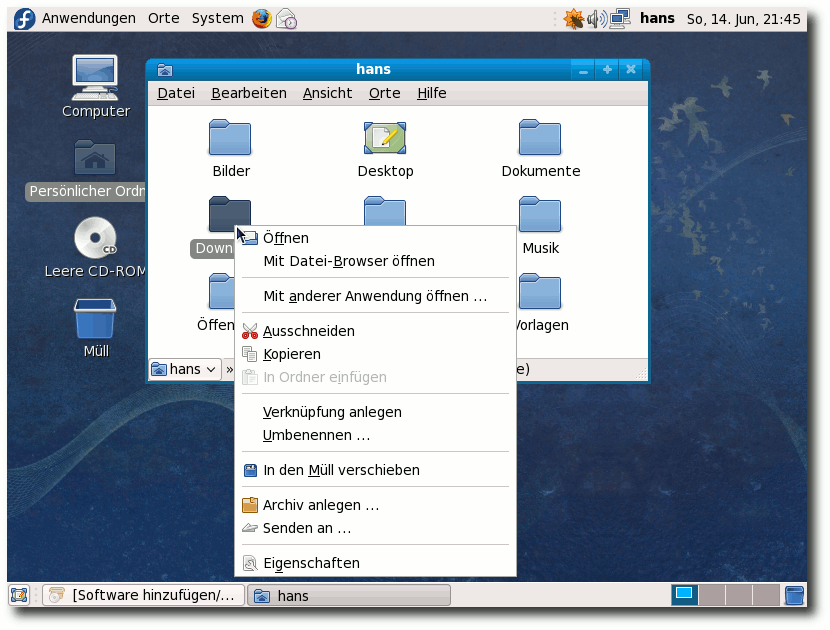 Anwendungen Orte System hans So, 14. Jun, 21:45
Computer
Persönlicher Ordn
Leere CD-ROM
CD
Müll
hans
Datei Bearbeiten Ansicht Orte Hilfe
Bilder Desktop Dokumente
Down Musik
Öffen Vorlagen
hans » e)
Öffnen
Mit Datei-Browser öffnen
Mit anderer Anwendung öffnen ...
Ausschneiden
Kopieren
In Ordner einfügen
Verknüpfung anlegen
Umbenennen ...
In den Müll verschieben
Archiv anlegen ...
Senden an ...
Eigenschaften
[Software hinzufügen/... hans